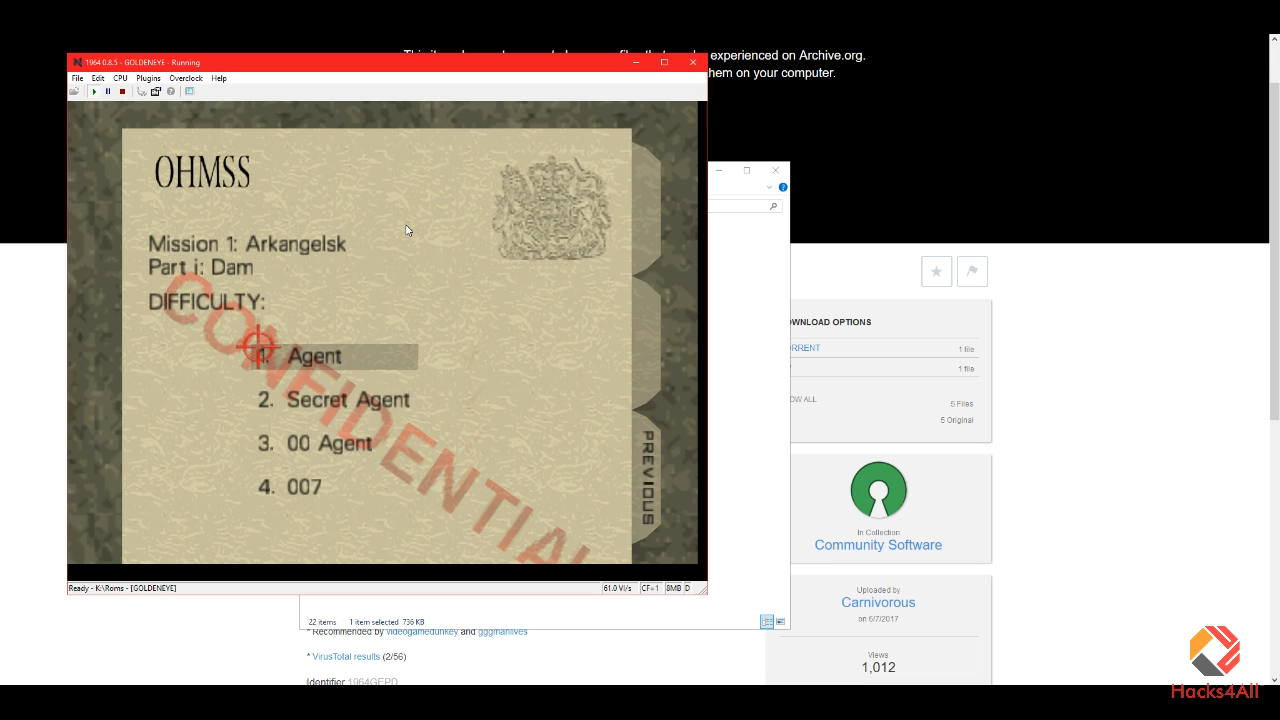 experienced on Archive.org.
them on your computer.
1964 0.8.5 - GOLDENEYE - Running
File Edit CPU Plugins Overclock Help
OHMSS
Mission 1: Arkangelsk
Part i: Dam
DIFFICULTY:
1. Agent
2. Secret Agent
3. 00 Agent
4. 007
CONFIDENTIAL
PREVIOUS
Ready - K:\Roms - [GOLDENEYE] 61.0 VI/s CF=1 8MB D
22 items 1 item selected 736 KB
* Recommended by videogamedunkey and gggmanlives
* VirusTotal results (2/56)
Identifier 1964GEPD
OWNLOAD OPTIONS
ORRENT 1 file
1 file
OW ALL 5 Files
5 Original
In Collection
Community Software
Uploaded by
Carnivorous
on 6/7/2017
Views
1,012
Hacks4All